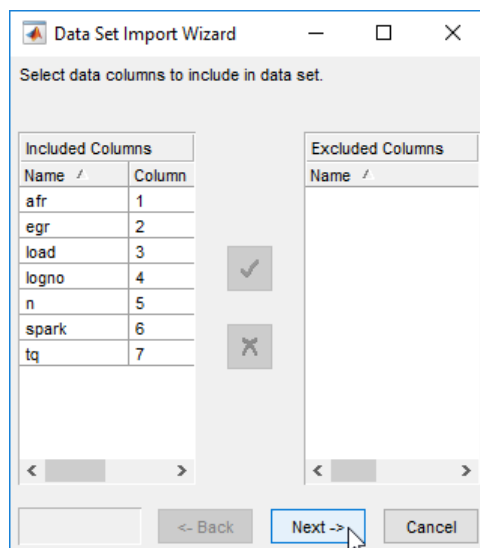 Data Set Import Wizard
Select data columns to include in data set.
Included Columns
Name Column
afr 1
egr 2
load 3
logno 4
n 5
spark 6
tq 7
Excluded Columns
Name
<- Back Next -> Cancel